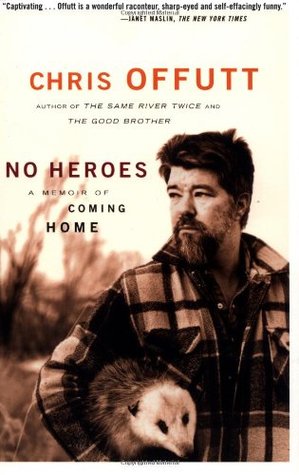 "Captivating . . . Offutt is a wonderful raconteur, sharp-eyed and self-effacingly funny."
—JANET MASLIN, THE NEW YORK TIMES
CHRIS OFFUTT
AUTHOR OF THE SAME RIVER TWICE AND
THE GOOD BROTHER
NO HEROES
A MEMOIR OF
COMING
HOME